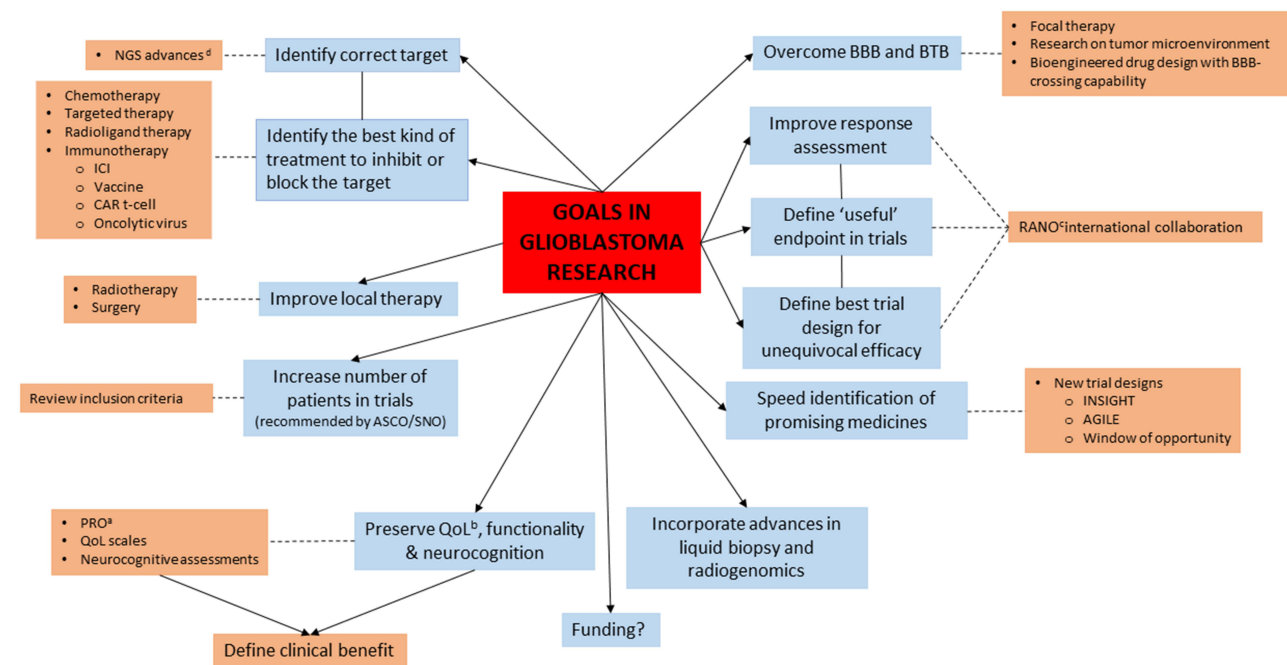 • NGS advances ᵈ
Identify correct target
• Chemotherapy
• Targeted therapy
• Radioligand therapy
• Immunotherapy
o ICI
o Vaccine
o CAR t-cell
o Oncolytic virus
Identify the best kind of
treatment to inhibit or
block the target
• Radiotherapy
• Surgery
Improve local therapy
Review inclusion criteria
Increase number of
patients in trials
(recommended by ASCO/SNO)
• PROᵃ
• QoL scales
• Neurocognitive assessments
Preserve QoLᵇ, functionality
& neurocognition
Define clinical benefit
GOALS IN
GLIOBLASTOMA
RESEARCH
Overcome BBB and BTB
• Focal therapy
• Research on tumor microenvironment
• Bioengineered drug design with BBB-
crossing capability
Improve response
assessment
Define ‘useful’
endpoint in trials
Define best trial
design for
unequivocal efficacy
RANOᶜinternational collaboration
Speed identification of
promising medicines
• New trial designs
o INSIGHT
o AGILE
o Window of opportunity
Incorporate advances in
liquid biopsy and
radiogenomics
Funding?